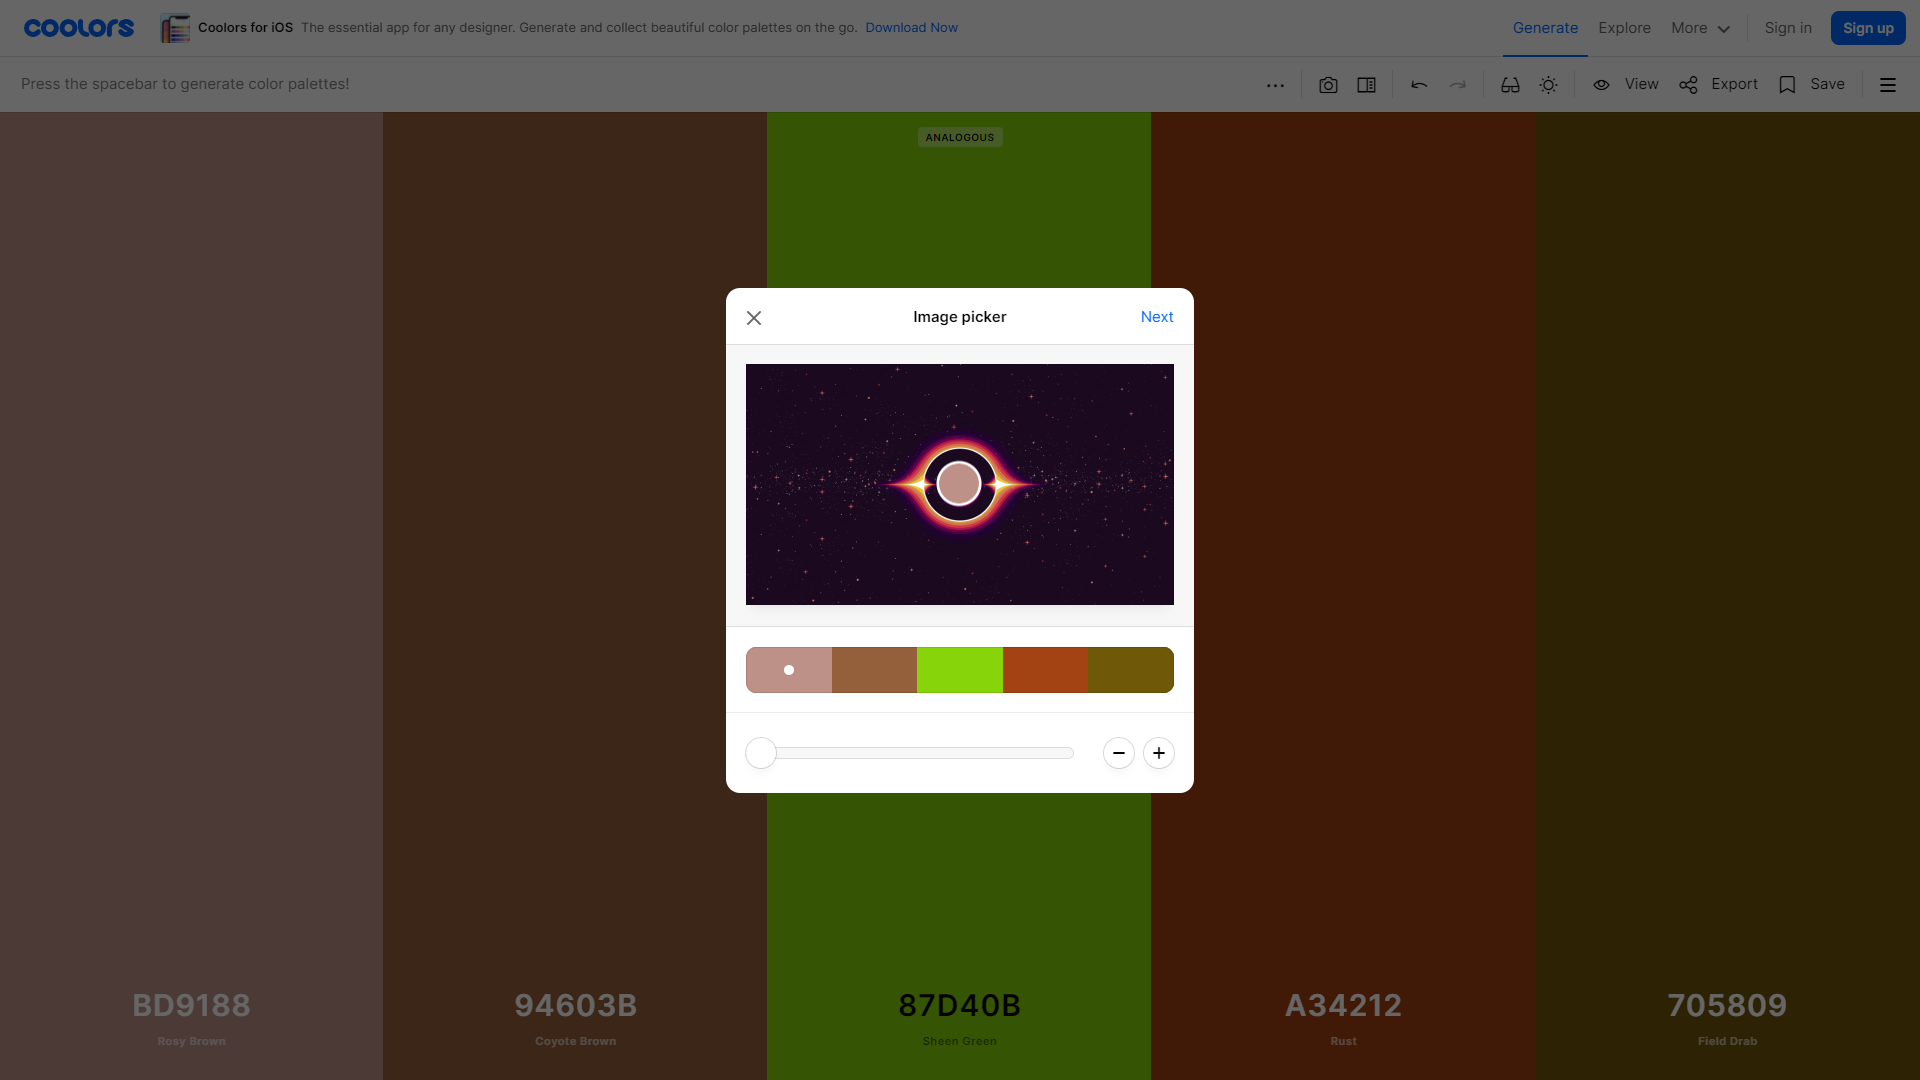 coolors
Coolors for iOS The essential app for any designer. Generate and collect beautiful color palettes on the go. Download Now
Generate Explore More Sign in Sign up
Press the spacebar to generate color palettes!
View Export Save
ANALOGOUS
Image picker
Next
BD9188
Rosy Brown
94603B
Coyote Brown
87D40B
Sheen Green
A34212
Rust
705809
Field Drab